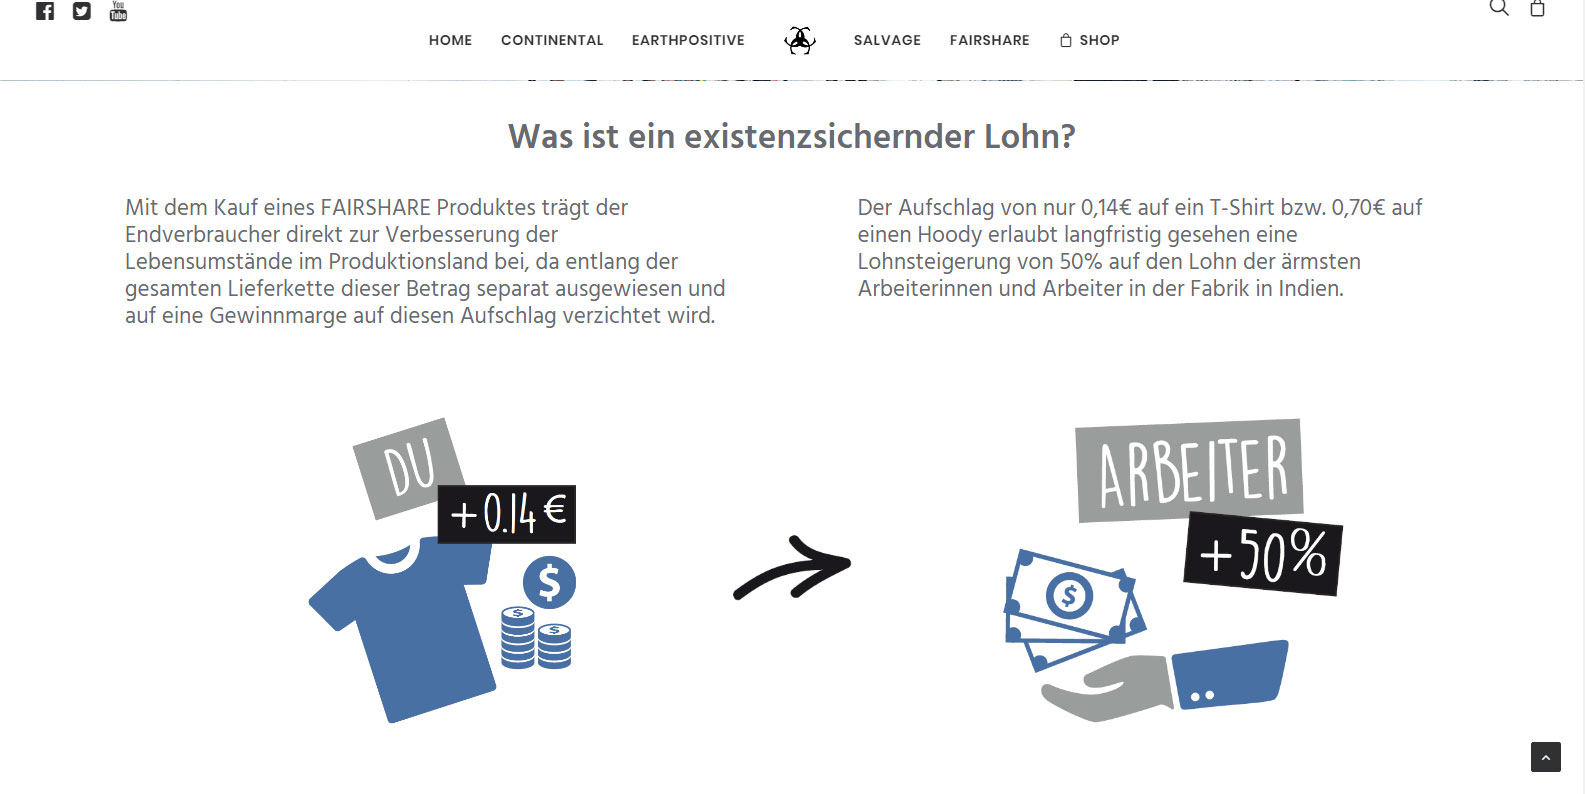 You
Tube
HOME CONTINENTAL EARTHPOSITIVE SALVAGE FAIRSHARE SHOP
Was ist ein existenzsichernder Lohn?
Mit dem Kauf eines FAIRSHARE Produktes trägt der
Endverbraucher direkt zur Verbesserung der
Lebensumstände im Produktionsland bei, da entlang der
gesamten Lieferkette dieser Betrag separat ausgewiesen und
auf eine Gewinnmarge auf diesen Aufschlag verzichtet wird.
Der Aufschlag von nur 0,14€ auf ein T-Shirt bzw. 0,70€ auf
einen Hoody erlaubt langfristig gesehen eine
Lohnsteigerung von 50% auf den Lohn der ärmsten
Arbeiterinnen und Arbeiter in der Fabrik in Indien.
DU
+0.14 €
$
$
$
ARBEITER
+50%
$